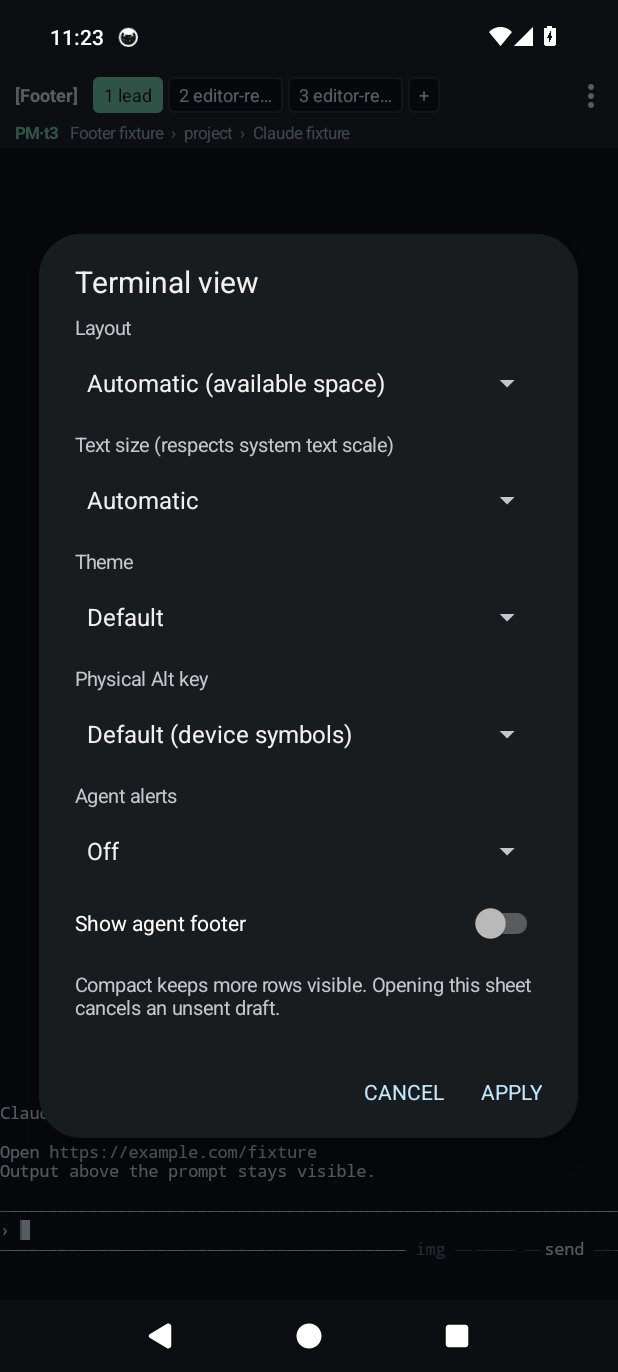 11:23
[Footer] 1 lead 2 editor-re… 3 editor-re… +
PM·t3 Footer fixture › project › Claude fixture
Terminal view
Layout
Automatic (available space)
Text size (respects system text scale)
Automatic
Theme
Default
Physical Alt key
Default (device symbols)
Agent alerts
Off
Show agent footer
Compact keeps more rows visible. Opening this sheet
cancels an unsent draft.
CANCEL APPLY
Open https://example.com/fixture
Output above the prompt stays visible.
›
img send